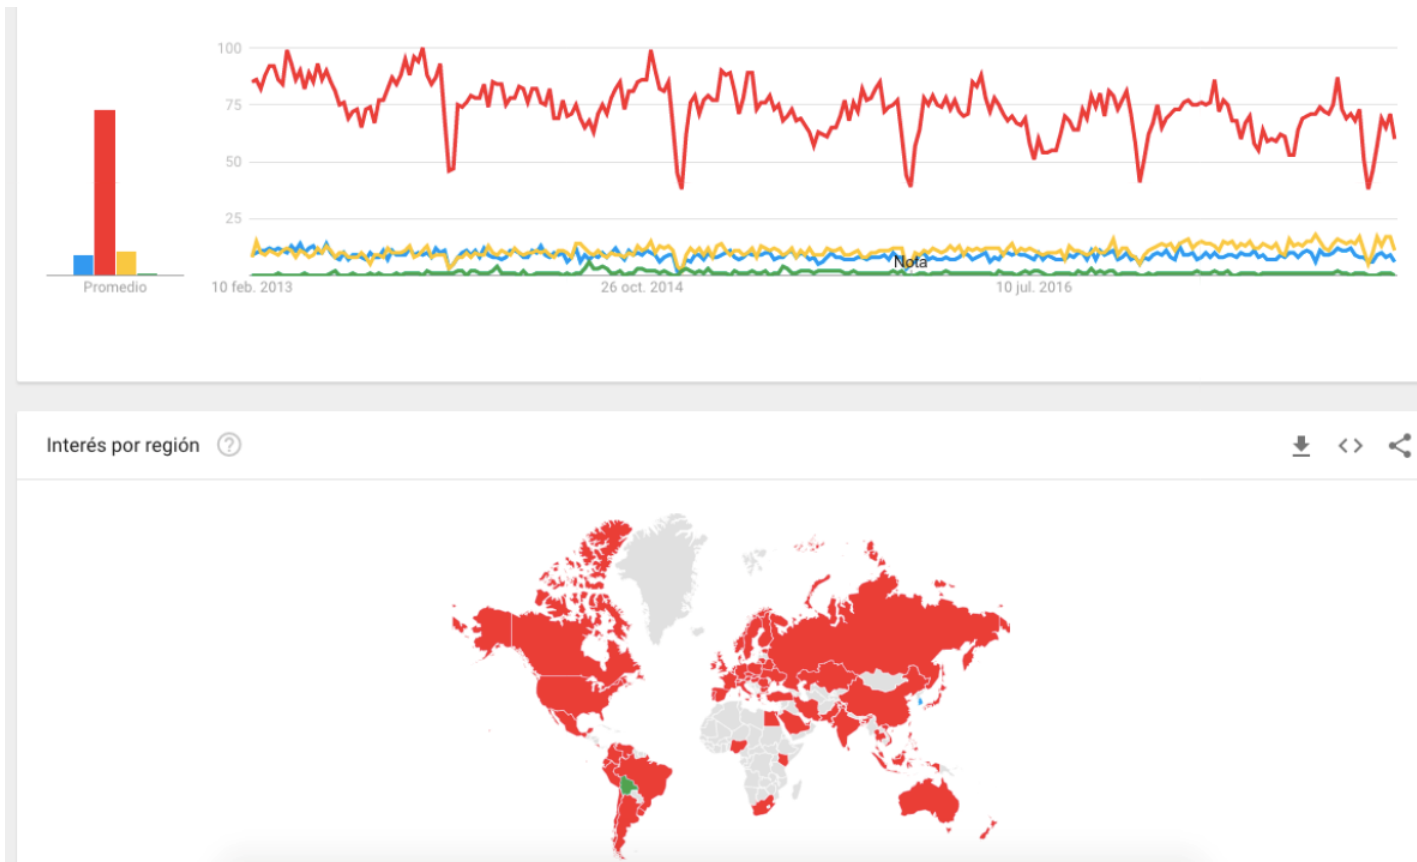 100
75
50
25
Nota
Promedio
10 feb. 2013
26 oct. 2014
10 jul. 2016
Interés por región
?